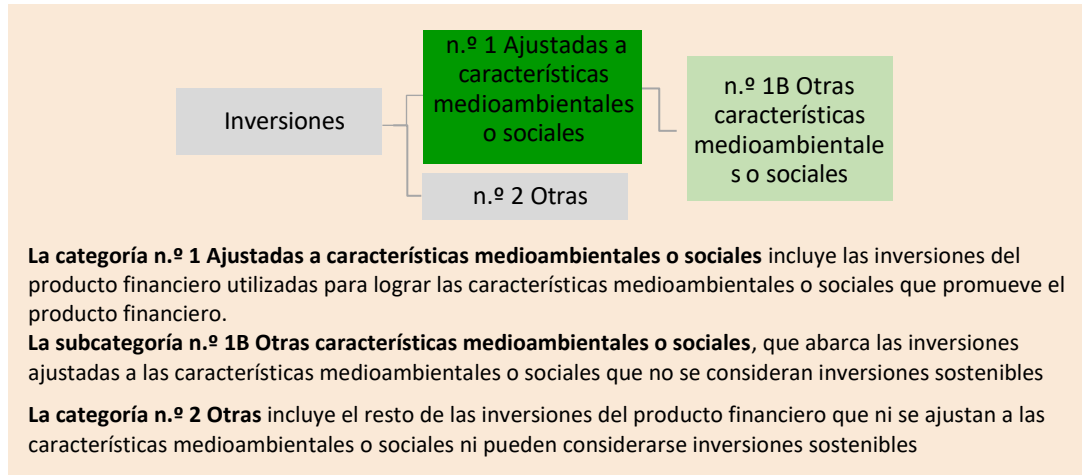 n.º 1 Ajustadas a
características
medioambientales
o sociales
n.º 1B Otras
características
medioambientale
s o sociales
Inversiones
n.º 2 Otras
La categoría n.º 1 Ajustadas a características medioambientales o sociales incluye las inversiones del
producto financiero utilizadas para lograr las características medioambientales o sociales que promueve el
producto financiero.
La subcategoría n.º 1B Otras características medioambientales o sociales, que abarca las inversiones
ajustadas a las características medioambientales o sociales que no se consideran inversiones sostenibles
La categoría n.º 2 Otras incluye el resto de las inversiones del producto financiero que ni se ajustan a las
características medioambientales o sociales ni pueden considerarse inversiones sostenibles